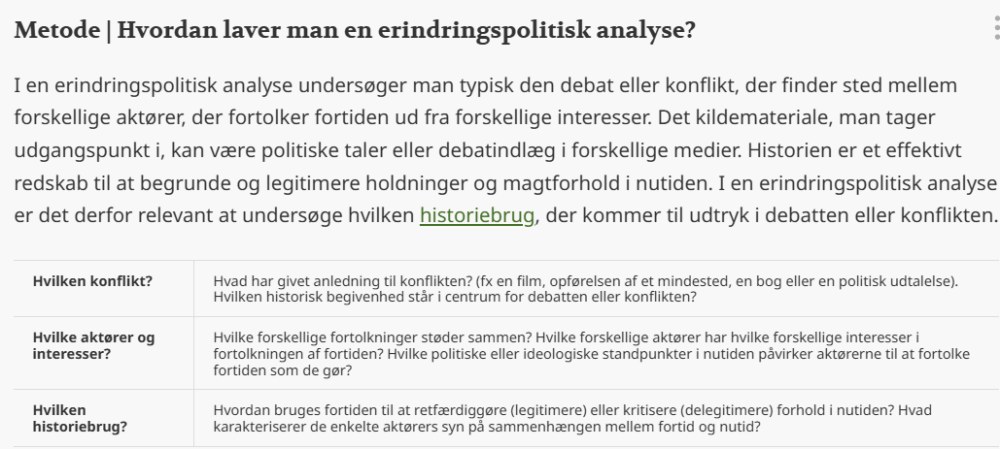 Metode | Hvordan laver man en erindringspolitisk analyse?
I en erindringspolitisk analyse undersøger man typisk den debat eller konflikt, der finder sted mellem
forskellige aktører, der fortolker fortiden ud fra forskellige interesser. Det kildemateriale, man tager
udgangspunkt i, kan være politiske taler eller debatindlæg i forskellige medier. Historien er et effektivt
redskab til at begrunde og legitimere holdninger og magtforhold i nutiden. I en erindringspolitisk analyse
er det derfor relevant at undersøge hvilken historiebrug, der kommer til udtryk i debatten eller konflikten.
Hvilken konflikt?
Hvad har givet anledning til konflikten? (fx en film, opførelsen af et mindested, en bog eller en politisk udtalelse).
Hvilken historisk begivenhed står i centrum for debatten eller konflikten?
Hvilke aktører og
interesser?
Hvilke forskellige fortolkninger støder sammen? Hvilke forskellige aktører har hvilke forskellige interesser i
fortolkningen af fortiden? Hvilke politiske eller ideologiske standpunkter i nutiden påvirker aktørerne til at fortolke
fortiden som de gør?
Hvilken
historiebrug?
Hvordan bruges fortiden til at retfærdiggøre (legitimere) eller kritisere (delegitimere) forhold i nutiden? Hvad
karakteriserer de enkelte aktørers syn på sammenhængen mellem fortid og nutid?